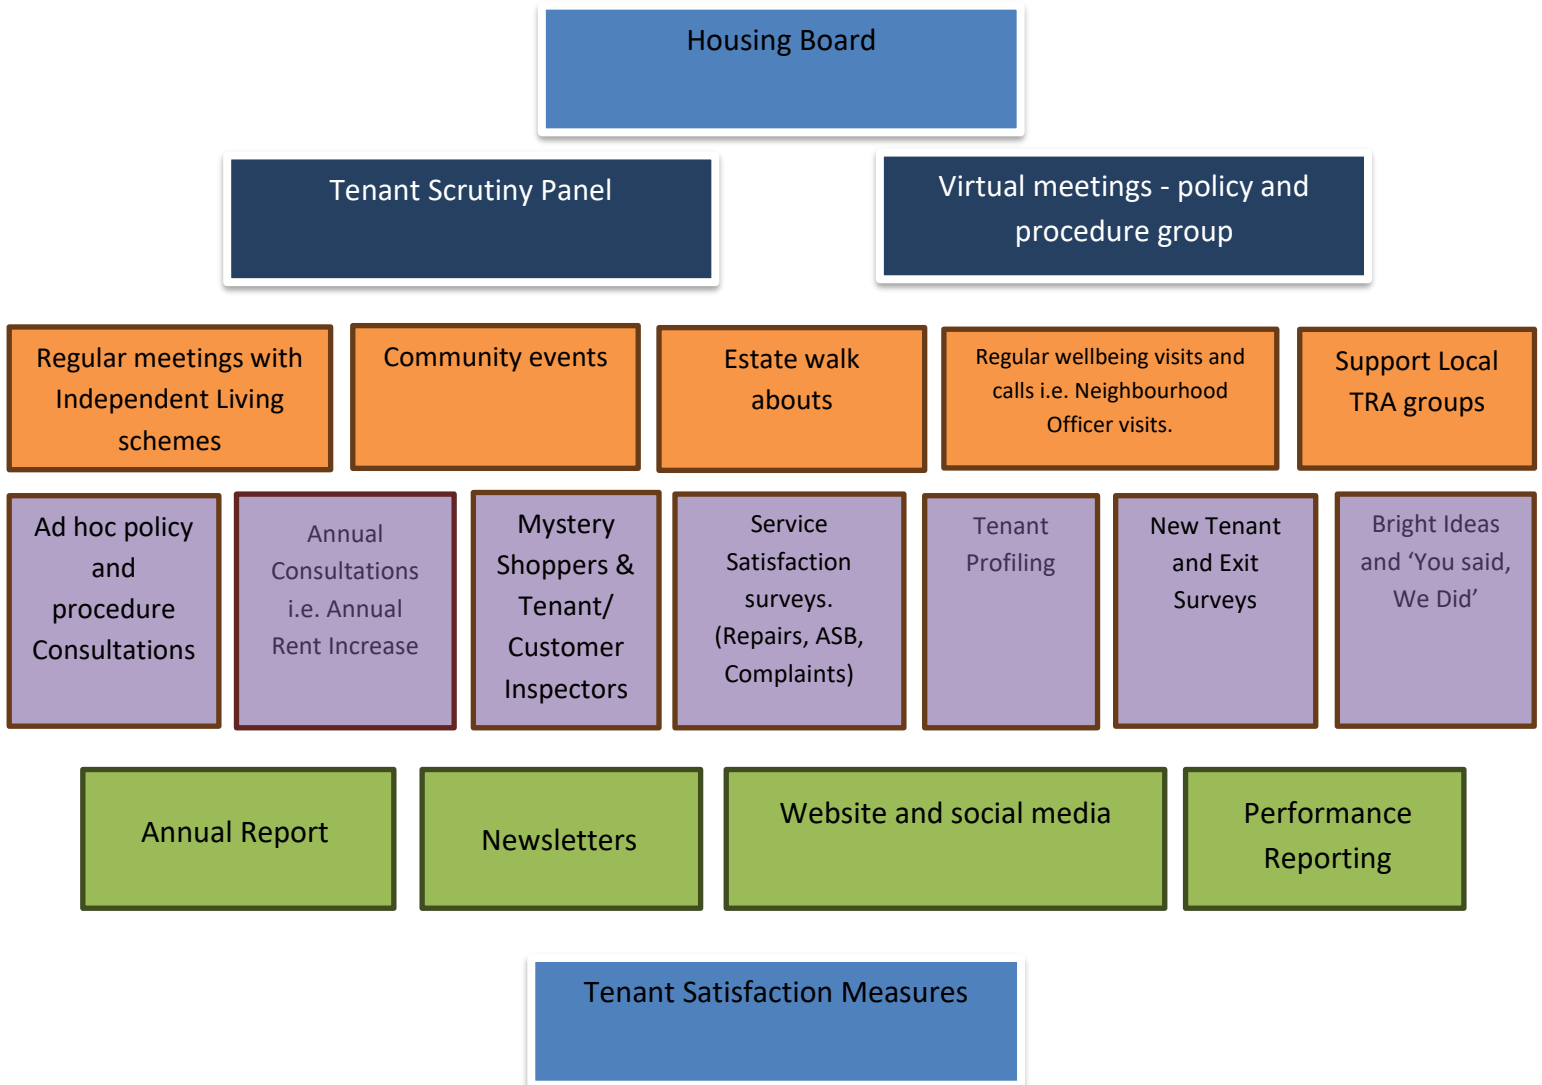 Housing Board
Tenant Scrutiny Panel
Virtual meetings - policy and
procedure group
Regular meetings with
Independent Living
schemes
Community events
Estate walk
abouts
Regular wellbeing visits and
calls i.e. Neighbourhood
Officer visits.
Support Local
TRA groups
Ad hoc policy
and
procedure
Consultations
Annual
Consultations
i.e. Annual
Rent Increase
Mystery
Shoppers &
Tenant/
Customer
Inspectors
Service
Satisfaction
surveys.
(Repairs, ASB,
Complaints)
Tenant
Profiling
New Tenant
and Exit
Surveys
Bright Ideas
and ‘You said,
We Did’
Annual Report
Newsletters
Website and social media
Performance
Reporting
Tenant Satisfaction Measures